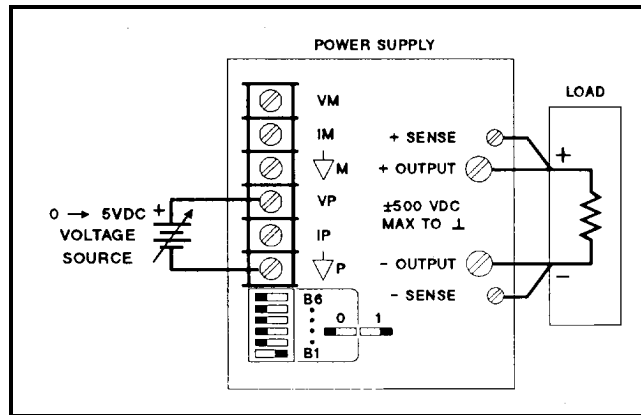 POWER SUPPLY
VM
IM
M
VP
IP
P
B6
B1
0 1
0 → 5VDC +
VOLTAGE
SOURCE
+ SENSE
+ OUTPUT
±500 VDC
MAX TO ⊥
- OUTPUT
- SENSE
LOAD
+
−